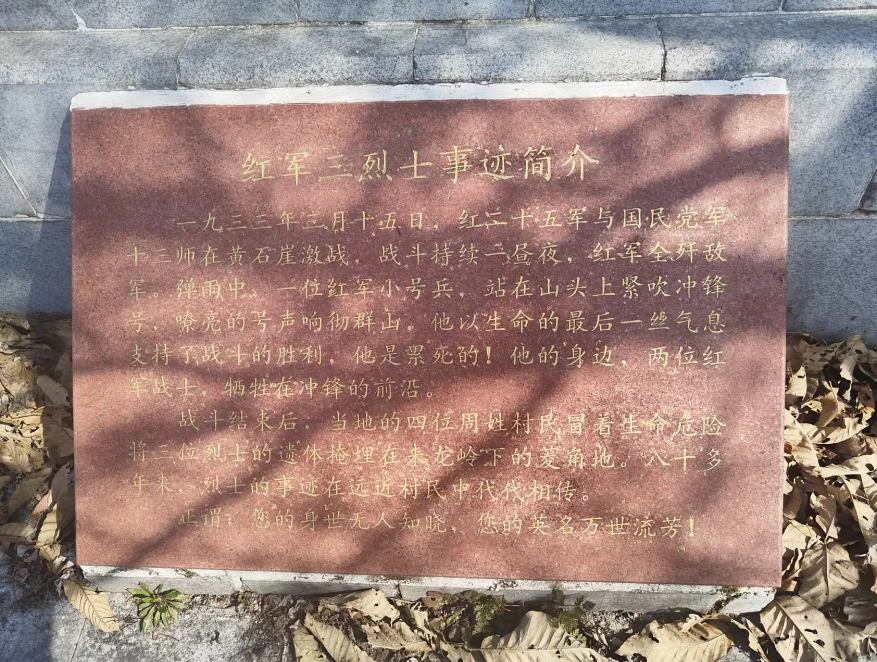 红军三烈士事迹简介
一九三三年三月十五日，红二十五军与国民党军
十三师在黄石崖激战，战斗持续一昼夜，红军全歼敌
军。弹雨中，一位红军小号兵，站在山头上紧吹冲锋
号，嘹亮的号声响彻群山，他以生命的最后一丝气息
支持了战斗的胜利，他是累死的！他的身边，两位红
军战士，牺牲在冲锋的前沿。
战斗结束后，当地的四位周姓村民冒着生命危险
将三位烈士的遗体掩埋在来龙岭下的菱角地。八十多
年来，烈士的事迹在远近村民中代代相传。
正谓：您的身世无人知晓，您的英名万世流芳！